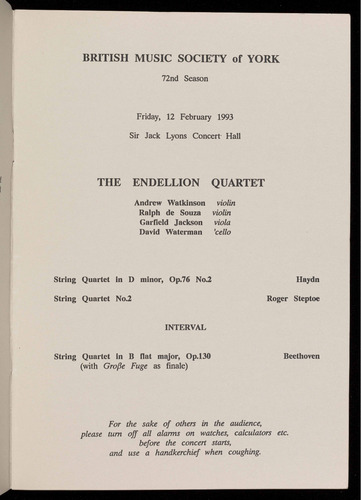 BRITISH MUSIC SOCIETY of YORK
72nd Season
Friday, 12 February 1993
Sir Jack Lyons Concert Hall
THE ENDELLION QUARTET
Andrew Watkinson violin
Ralph de Souza violin
Garfield Jackson viola
David Waterman 'cello
String Quartet in D minor, Op.76 No.2 Haydn
String Quartet No.2 Roger Steptoe
INTERVAL
String Quartet in B flat major, Op.130 Beethoven
(with Große Fuge as finale)
For the sake of others in the audience,
please turn off all alarms on watches, calculators etc.
before the concert starts,
and use a handkerchief when coughing.